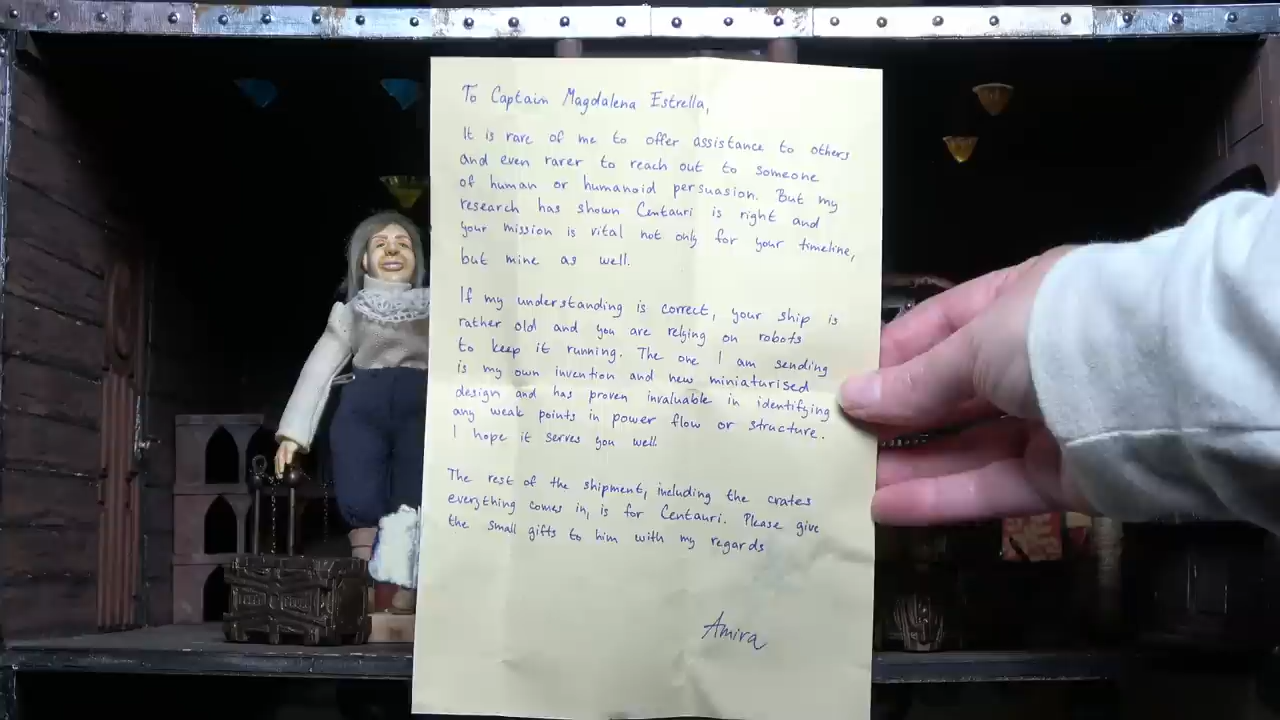 To Captain Magdalena Estrella,
It is rare of me to offer assistance to others
and even rarer to reach out to someone
of human or humanoid persuasion. But my
research has shown Centauri is right and
your mission is vital not only for your timeline,
but mine as well.
If my understanding is correct, your ship is
rather old and you are relying on robots
to keep it running. The one I am sending
is my own invention and new miniaturised
design and has proven invaluable in identifying
any weak points in power flow or structure.
I hope it serves you well.
The rest of the shipment, including the crates
everything comes in, is for Centauri. Please give
the small gifts to him with my regards
Amira